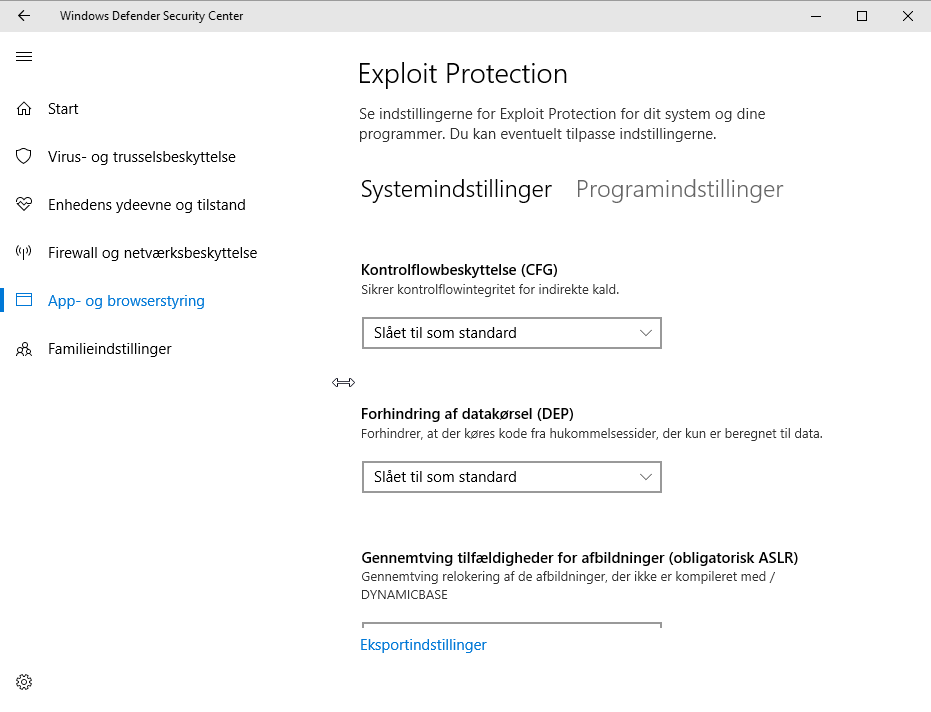 Windows Defender Security Center
Start
Virus- og trusselsbeskyttelse
Enhedens ydeevne og tilstand
Firewall og netværksbeskyttelse
App- og browserstyring
Familieindstillinger
Exploit Protection
Se indstillingerne for Exploit Protection for dit system og dine
programmer. Du kan eventuelt tilpasse indstillingerne.
Systemindstillinger Programindstillinger
Kontrolflowbeskyttelse (CFG)
Sikrer kontrolflowintegritet for indirekte kald.
Slået til som standard
Forhindring af datakørsel (DEP)
Forhindrer, at der køres kode fra hukommelsessider, der kun er beregnet til data.
Slået til som standard
Gennemtving tilfældigheder for afbildninger (obligatorisk ASLR)
Gennemtving relokering af de afbildninger, der ikke er kompileret med /
DYNAMICBASE
Eksportindstillinger